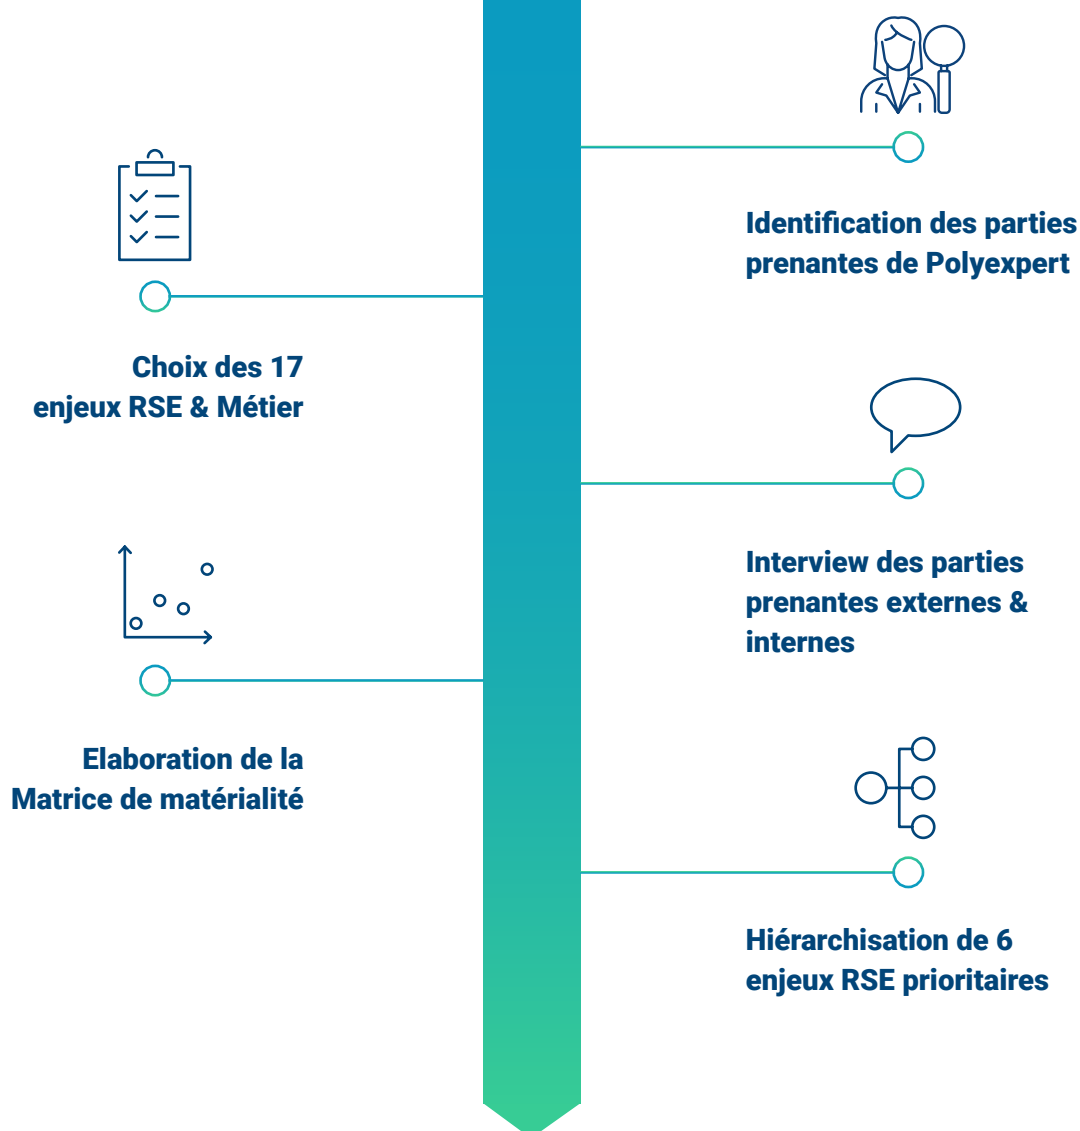 Identification des parties
prenantes de Polyexpert
Choix des 17
enjeux RSE & Métier
Interview des parties
prenantes externes &
internes
Elaboration de la
Matrice de matérialité
Hiérarchisation de 6
enjeux RSE prioritaires